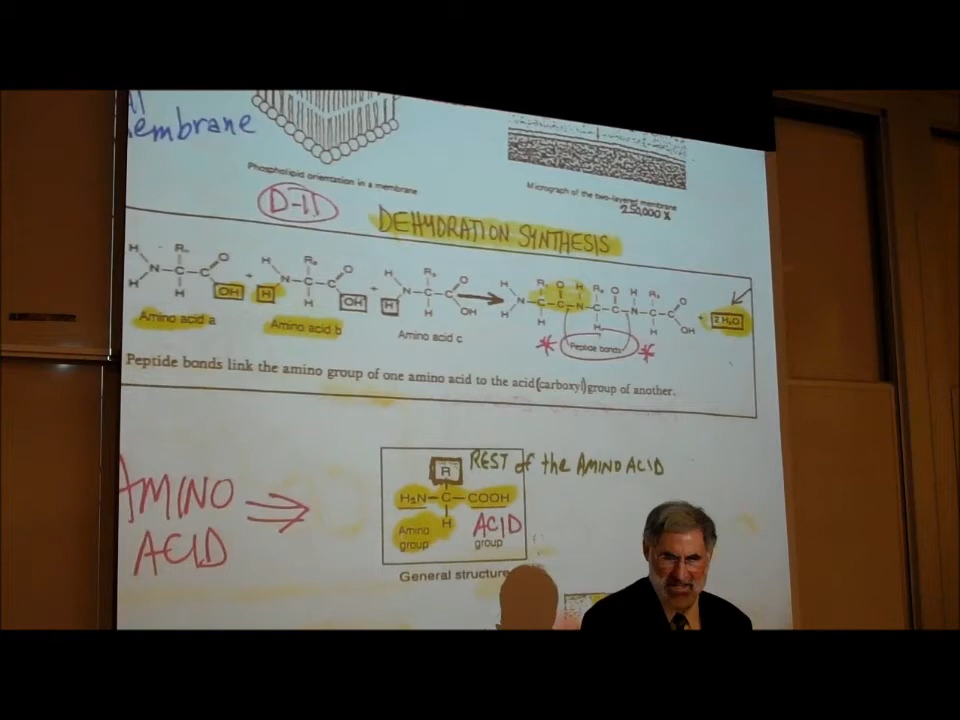 embrane
Phospholipid orientation in a membrane
Micrograph of the two-layered membrane
250,000 X
D-11
DEHYDRATION SYNTHESIS
H R O H R O H R O H R O H R O H R O
N—C—C + N—C—C + N—C—C → N—C—C—N—C—C—N—C—C + 2 H₂O
H H OH H H OH H H OH H H H H OH
Amino acid a
Amino acid b
Amino acid c
* Peptide bonds *
Peptide bonds link the amino group of one amino acid to the acid (carboxyl) group of another.
AMINO
ACID
R REST of the AMINO ACID
H₂N—C—COOH
H
Amino
group
ACID
group
General structure